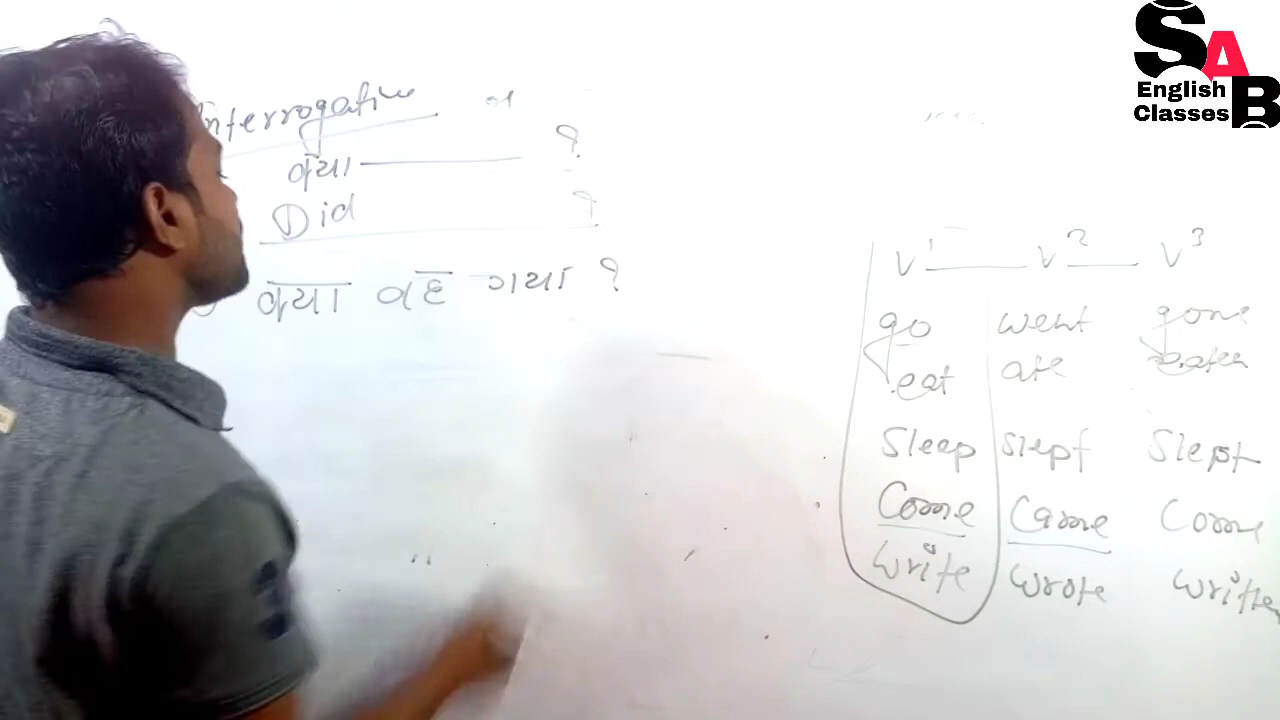 SAB
English
Classes
Interrogative
क्या ?
Did ?
क्या वह गया ?
V1 V2 V3
go went gone
eat ate eaten
Sleep slept Slept
Come Came Come
write wrote written